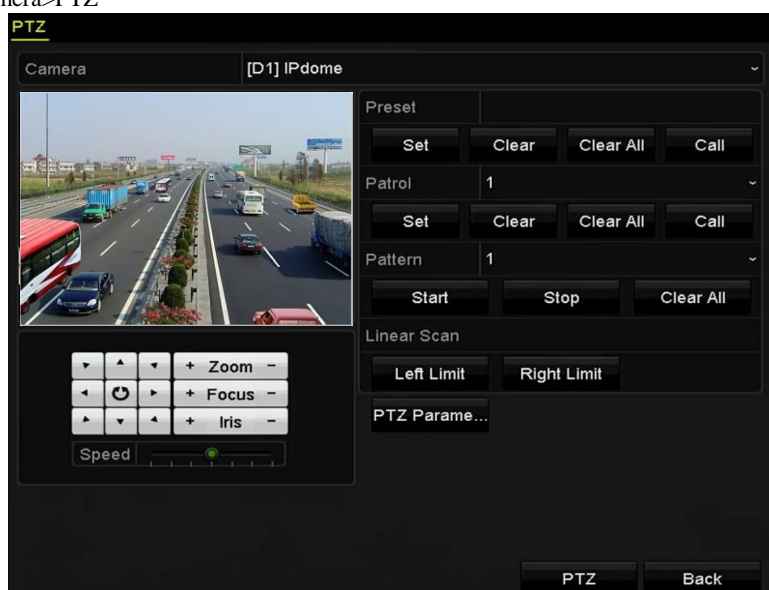 PTZ
Camera [D1] IPdome
Preset
Set Clear Clear All Call
Patrol 1
Set Clear Clear All Call
Pattern 1
Start Stop Clear All
Linear Scan
Left Limit Right Limit
PTZ Parame...
+ Zoom -
+ Focus -
+ Iris -
Speed
PTZ Back